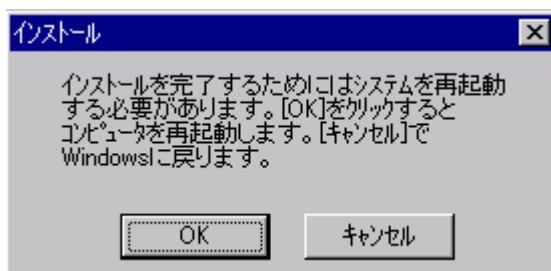 インストール
インストールを完了するためにはシステムを再起動
する必要があります。[OK]をクリックすると
コンピュータを再起動します。[キャンセル]で
Windowsに戻ります。
OK
キャンセル